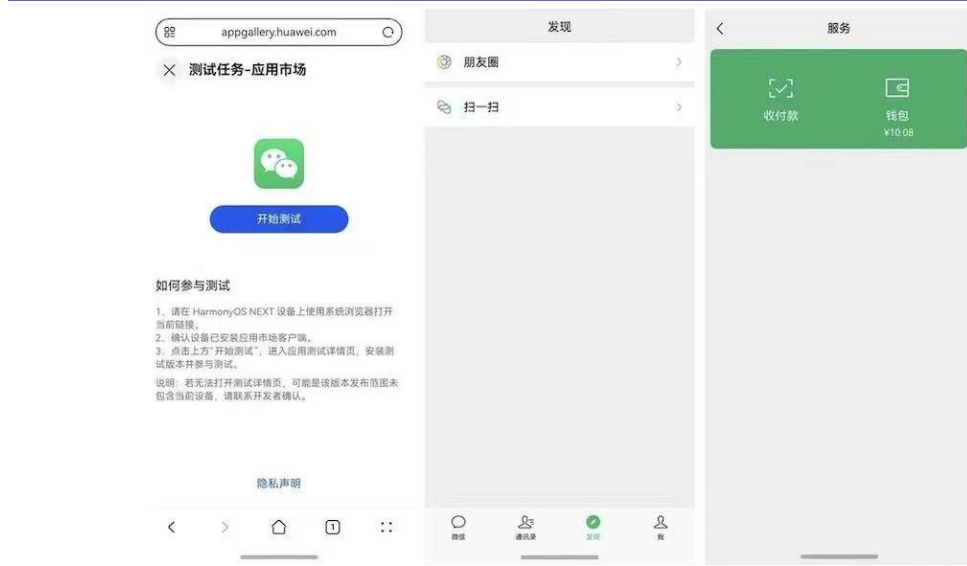 appgallery.huawei.com
测试任务-应用市场
开始测试
如何参与测试
1、请在 HarmonyOS NEXT 设备上使用系统浏览器打开
当前链接。
2、确认设备已安装应用市场客户端。
3、点击上方“开始测试”，进入应用测试详情页，安装测
试版本并参与测试。
说明：若无法打开测试详情页，可能是该版本发布范围未
包含当前设备，请联系开发者确认。
隐私声明
1
发现
朋友圈
扫一扫
微信
通讯录
发现
我
服务
收付款
钱包
¥10.08